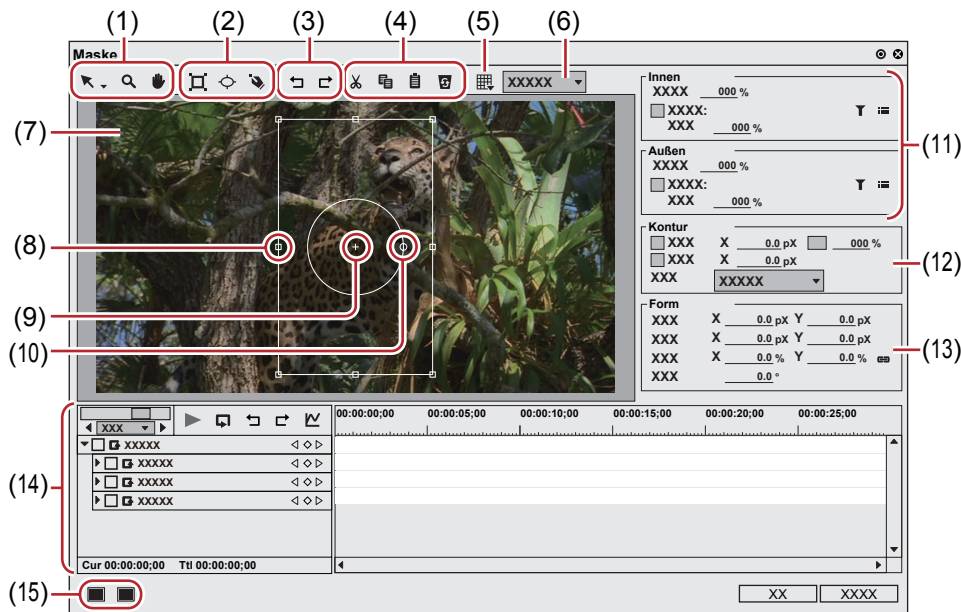 (1) (2) (3) (4) (5) (6)
Maske
XXXXX
(7)
(8)
(9)
(10)
Innen
XXXX 000 %
XXXX:
XXX 000 %
Außen
XXXX 000 %
XXXX:
XXX 000 %
(11)
Kontur
XXX X 0.0 pX 000 %
XXX X 0.0 pX
XXX XXXXX
(12)
Form
XXX X 0.0 pX Y 0.0 pX
XXX X 0.0 pX Y 0.0 pX
XXX X 0.0 % Y 0.0 %
XXX 0.0 °
(13)
XXX
00:00:00;00 00:00:05;00 00:00:10;00 00:00:15;00 00:00:20;00 00:00:25;00
XXXXX
XXXXX
XXXXX
XXXXX
(14)
Cur 00:00:00;00 Ttl 00:00:00;00
(15)
XX XXXX